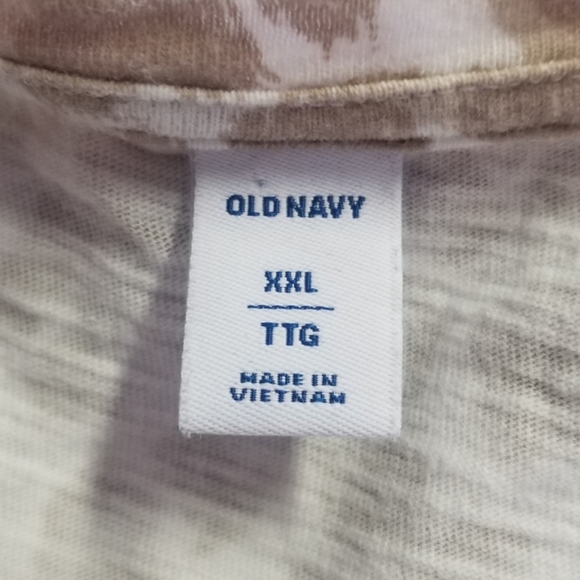 OLD NAVY
XXL
TTG
MADE IN
VIETNAM